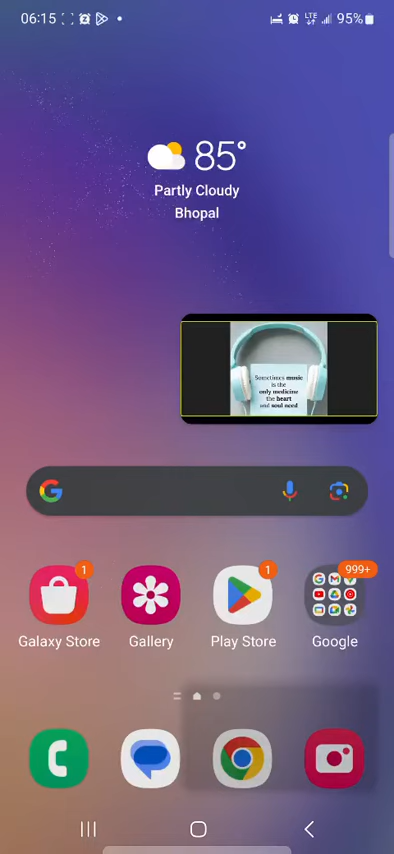 06:15
LTE
95%
85°
Partly Cloudy
Bhopal
Sometimes music
is the
only medicine
the heart
and soul need
1
1
999+
Galaxy Store
Gallery
Play Store
Google